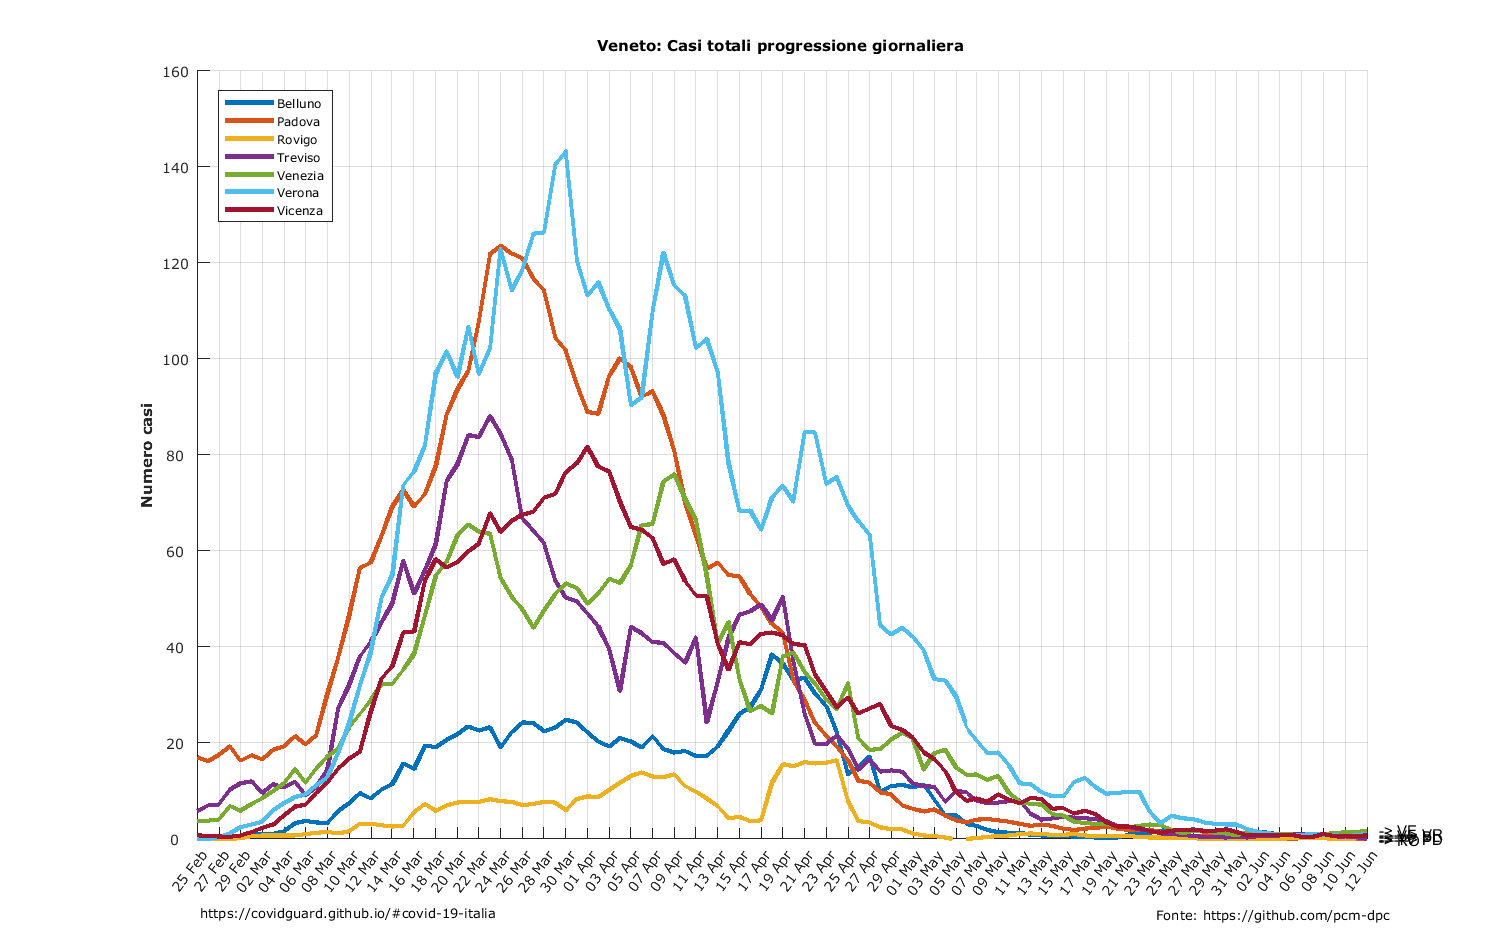 Veneto: Casi totali progressione giornaliera
Numero casi
160
140
120
100
80
60
40
20
0
Belluno
Padova
Rovigo
Treviso
Venezia
Verona
Vicenza
25 Feb
27 Feb
29 Feb
02 Mar
04 Mar
06 Mar
08 Mar
10 Mar
12 Mar
14 Mar
16 Mar
18 Mar
20 Mar
22 Mar
24 Mar
26 Mar
28 Mar
30 Mar
01 Apr
03 Apr
05 Apr
07 Apr
09 Apr
11 Apr
13 Apr
15 Apr
17 Apr
19 Apr
21 Apr
23 Apr
25 Apr
27 Apr
29 Apr
01 May
03 May
05 May
07 May
09 May
11 May
13 May
15 May
17 May
19 May
21 May
23 May
25 May
27 May
29 May
31 May
02 Jun
04 Jun
06 Jun
08 Jun
10 Jun
12 Jun
VE
VR
PD
https://covidguard.github.io/#covid-19-italia
Fonte: https://github.com/pcm-dpc